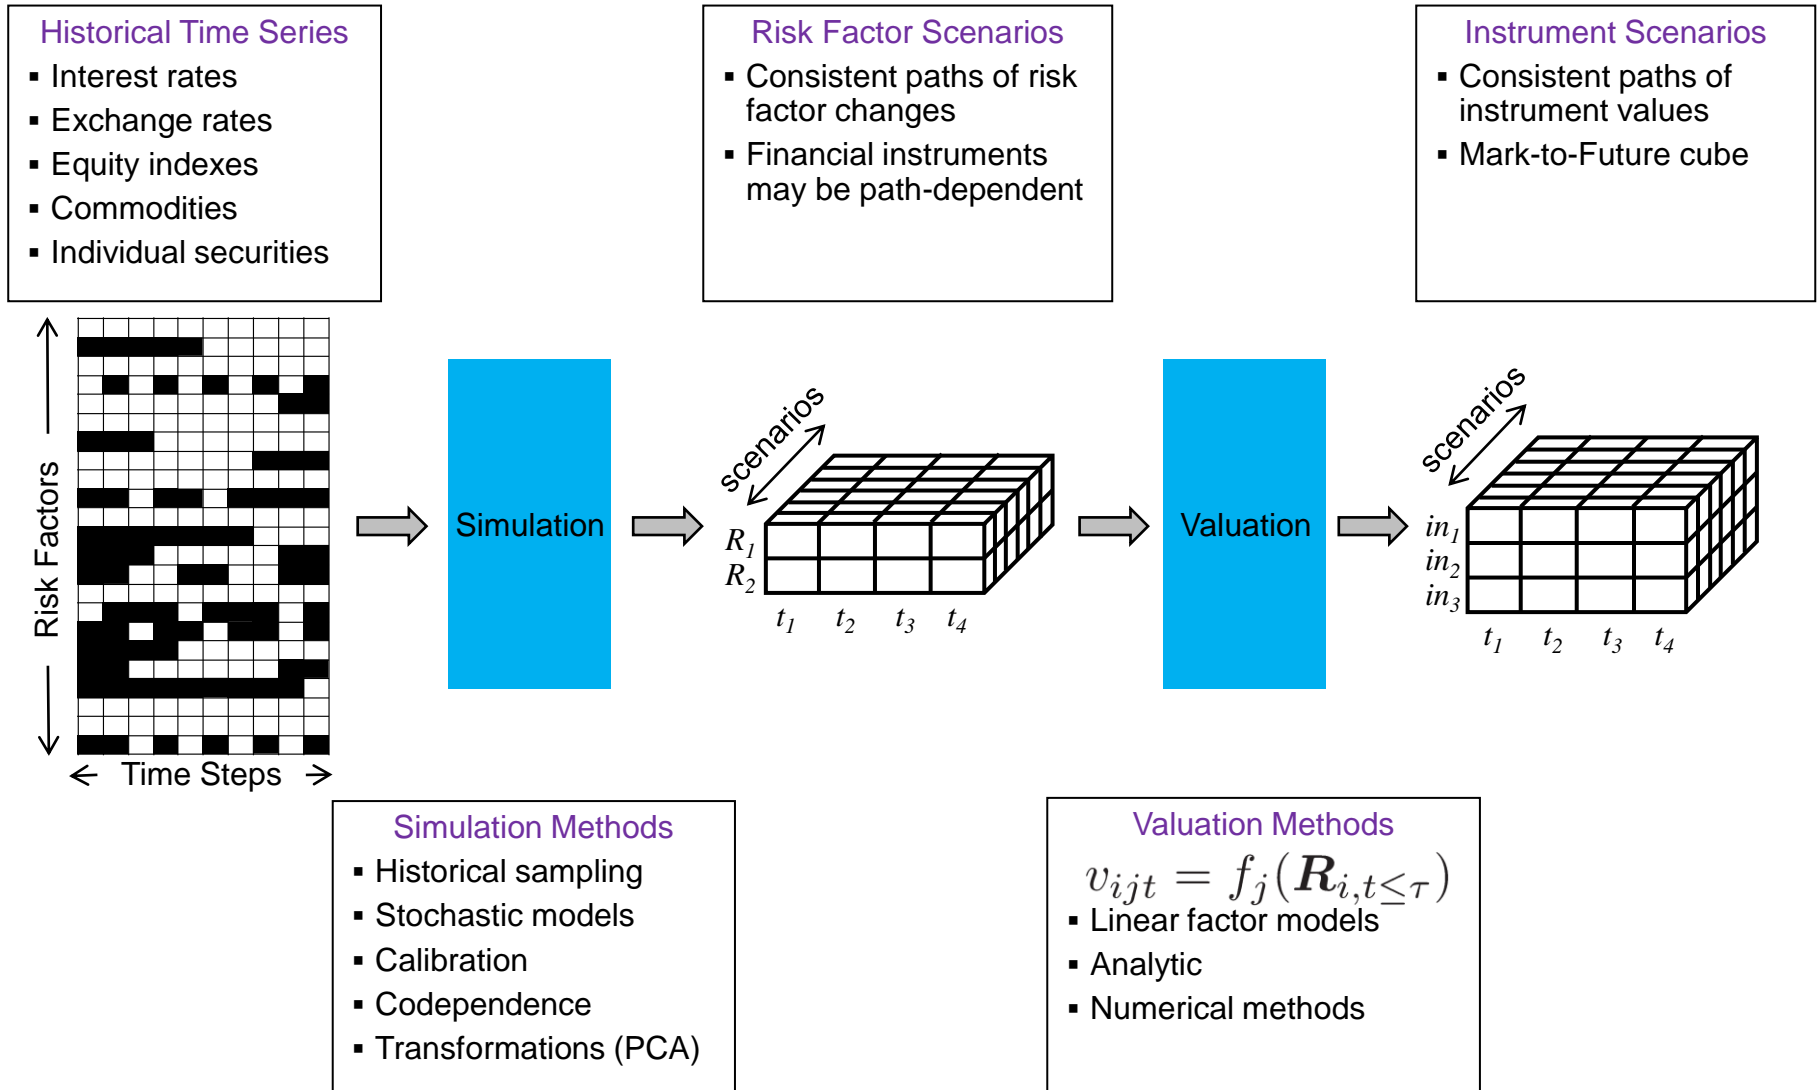 Historical Time Series
▪ Interest rates
▪ Exchange rates
▪ Equity indexes
▪ Commodities
▪ Individual securities
Risk Factor Scenarios
▪ Consistent paths of risk
factor changes
▪ Financial instruments
may be path-dependent
Instrument Scenarios
▪ Consistent paths of
instrument values
▪ Mark-to-Future cube
Risk Factors
Time Steps
Simulation
scenarios
R₁
R₂
t₁ t₂ t₃ t₄
Valuation
scenarios
in₁
in₂
in₃
t₁ t₂ t₃ t₄
Simulation Methods
▪ Historical sampling
▪ Stochastic models
▪ Calibration
▪ Codependence
▪ Transformations (PCA)
Valuation Methods
v_{ijt} = f_j(R_{i,t≤τ})
▪ Linear factor models
▪ Analytic
▪ Numerical methods